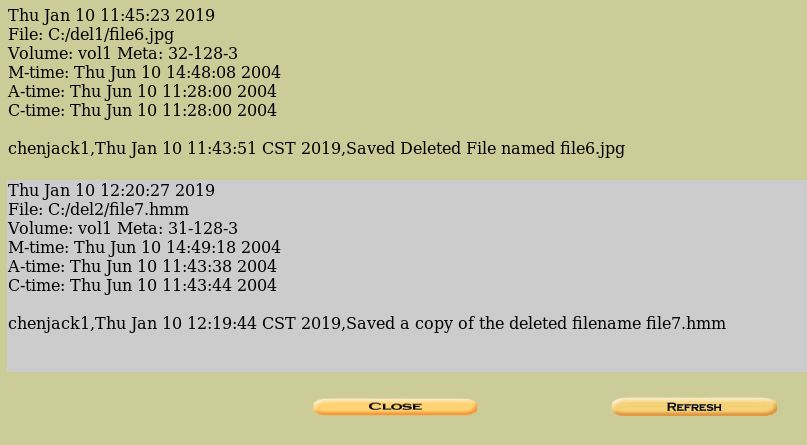 Thu Jan 10 11:45:23 2019
File: C:/del1/file6.jpg
Volume: vol1 Meta: 32-128-3
M-time: Thu Jun 10 14:48:08 2004
A-time: Thu Jun 10 11:28:00 2004
C-time: Thu Jun 10 11:28:00 2004
chenjack1,Thu Jan 10 11:43:51 CST 2019,Saved Deleted File named file6.jpg
Thu Jan 10 12:20:27 2019
File: C:/del2/file7.hmm
Volume: vol1 Meta: 31-128-3
M-time: Thu Jun 10 14:49:18 2004
A-time: Thu Jun 10 11:43:38 2004
C-time: Thu Jun 10 11:43:44 2004
chenjack1,Thu Jan 10 12:19:44 CST 2019,Saved a copy of the deleted filename file7.hmm
Close
Refresh